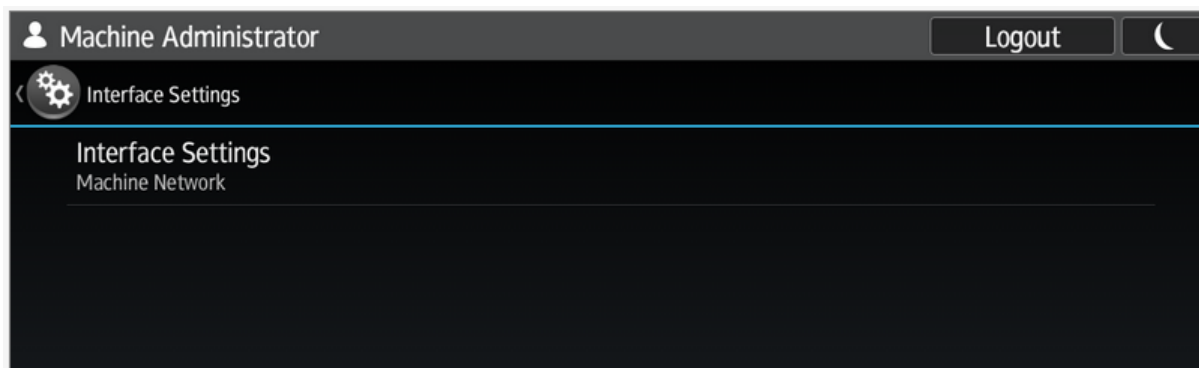 Machine Administrator
Logout
Interface Settings
Interface Settings
Machine Network